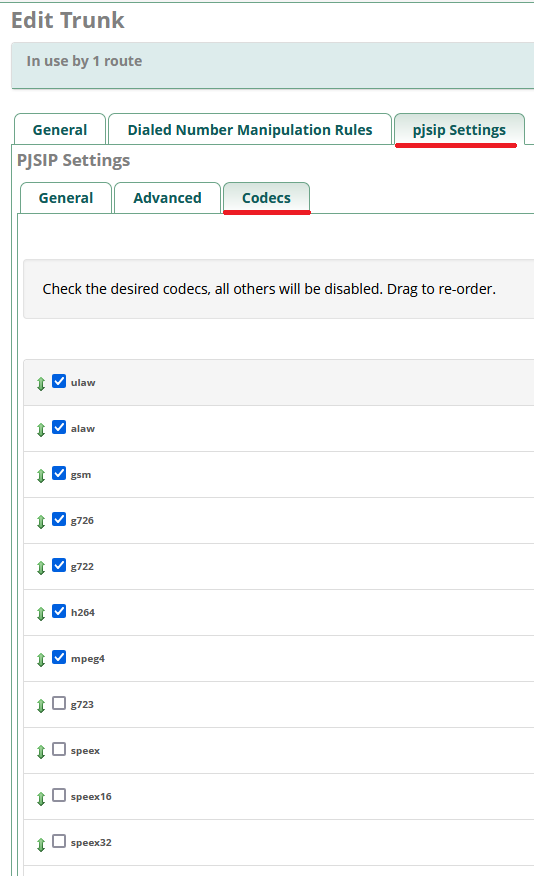 Edit Trunk
In use by 1 route
General Dialed Number Manipulation Rules pjsip Settings
PJSIP Settings
General Advanced Codecs
Check the desired codecs, all others will be disabled. Drag to re-order.
ulaw
alaw
gsm
g726
g722
h264
mpeg4
g723
speex
speex16
speex32